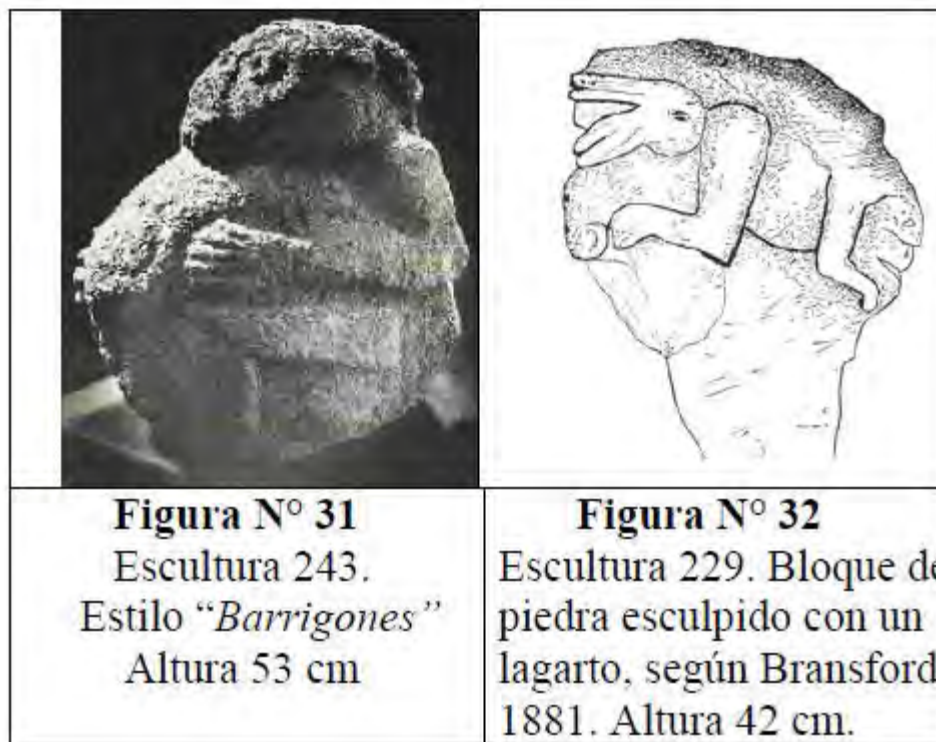 Figura N° 31
Escultura 243.
Estilo “Barrigones”
Altura 53 cm
Figura N° 32
Escultura 229. Bloque de
piedra esculpido con un
lagarto, según Bransford
1881. Altura 42 cm.